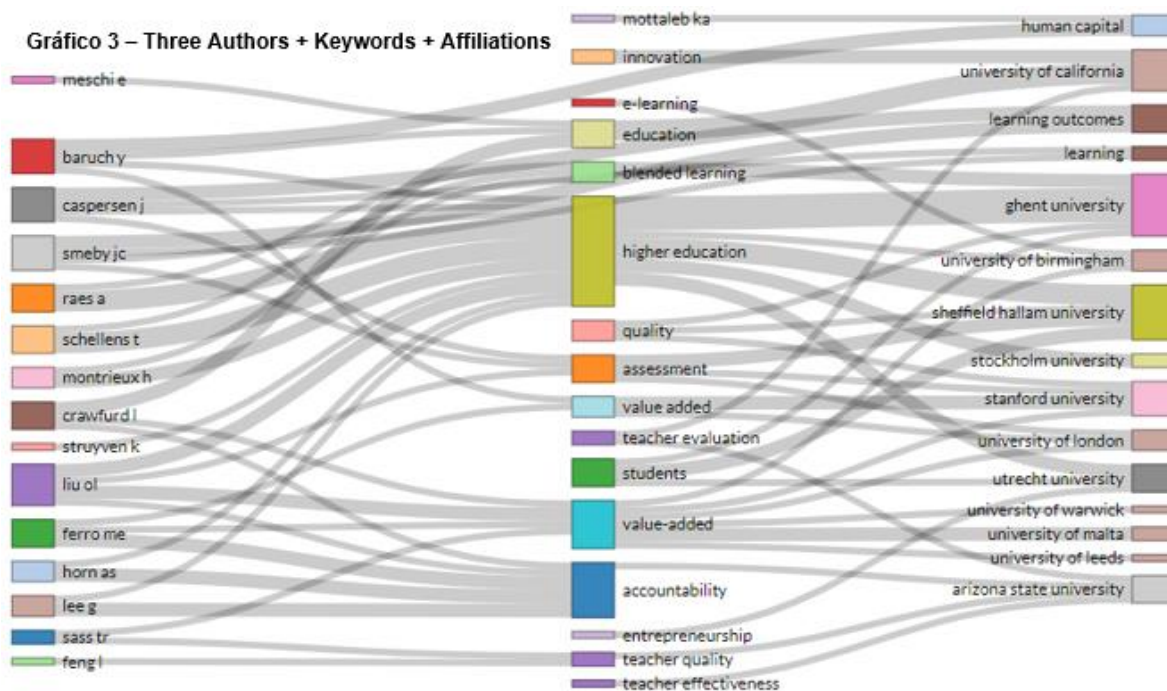 Gráfico 3 – Three Authors + Keywords + Affiliations
meschi e
baruch y
caspersen j
smeby jc
raes a
schellens t
montrieux h
crawfurd l
struyven k
liu ol
ferro me
horn as
lee g
sass tr
feng l
mottaleb ka
innovation
e-learning
education
blended learning
higher education
quality
assessment
value added
teacher evaluation
students
value-added
accountability
entrepreneurship
teacher quality
teacher effectiveness
human capital
university of california
learning outcomes
learning
ghent university
university of birmingham
sheffield hallam university
stockholm university
stanford university
university of london
utrecht university
university of warwick
university of malta
university of leeds
arizona state university